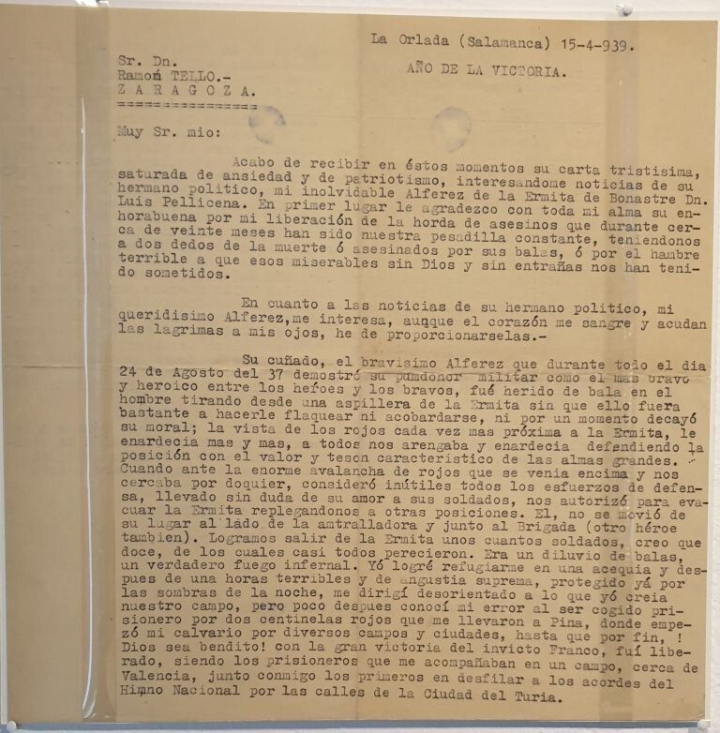 La Orlada (Salamanca) 15-4-939.
Sr. Dn.
Ramón TELLO.-
Z A R A G O Z A.
================
AÑO DE LA VICTORIA.
Muy Sr. mio:
Acabo de recibir en éstos momentos su carta tristisima,
saturada de ansiedad y de patriotismo, interesandome noticias de su
hermano politico, mi inolvidable Alferez de la Ermita de Bonastre Dn.
Luis Pellicena. En primer lugar le agradezco con toda mi alma su en-
horabuena por mi liberación de la horda de asesinos que durante cer-
ca de veinte meses han sido nuestra pesadilla constante, teniendonos
a dos dedos de la muerte ó asesinados por sus balas, ó por el hambre
terrible a que esos miserables sin Dios y sin entrañas nos han teni-
do sometidos.
En cuanto a las noticias de su hermano politico, mi
queridisimo Alferez,me interesa, aunque el corazón me sangre y acudan
las lagrimas a mis ojos, he de proporcionarselas.-
Su cuñado, el bravisimo Alferez que durante todo el dia
24 de Agosto del 37 demostró su pundonor militar como el mas bravo
y heroico entre los heroes y los bravos, fué herido de bala en el
hombro tirando desde una aspillera de la Ermita sin que ello fuera
bastante a hacerle flaquear ni acobardarse, ni por un momento decayó
su moral; la vista de los rojos cada vez mas próxima a la Ermita, le
enardecia mas y mas, a todos nos arengaba y enardecia defendiendo la
posición con el valor y teson caracteristico de las almas grandes.
Cuando ante la enorme avalancha de rojos que se venia encima y nos
cercaba por doquier, consideró inútiles todos los esfuerzos de defen-
sa, llevado sin duda de su amor a sus soldados, nos autorizó para eva-
cuar la Ermita replegandonos a otras posiciones. El, no se movió de
su lugar al lado de la amtralladora y junto al Brigada (otro héroe
tambien). Logramos salir de la Ermita unos cuantos soldados, creo que
doce, de los cuales casi todos perecieron. Era un diluvio de balas,
un verdadero fuego infernal. Yó logré refugiarme en una acequia y des-
pues de una horas terribles y de angustia suprema, protegido yá por
las sombras de la noche, me dirigí desorientado a lo que yó creia
nuestro campo, pero poco despues conocí mi error al ser cogido pri-
sionero por dos centinelas rojos que me llevaron a Pina, donde empe-
zó mi calvario por diversos campos y ciudades, hasta que por fin, !
Dios sea bendito! con la gran victoria del invicto Franco, fuí libe-
rado, siendo los prisioneros que me acompañaban en un campo, cerca de
Valencia, junto conmigo los primeros en desfilar a los acordes del
Himno Nacional por las calles de la Ciudad del Turia.